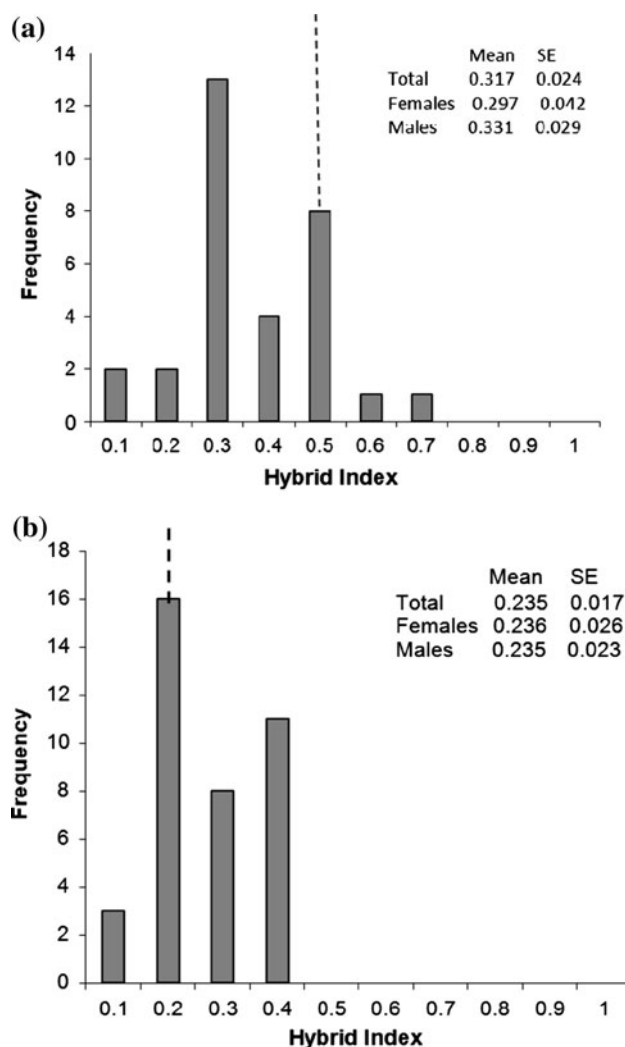 (a)
14
12
10
8
6
4
2
0
Frequency
Mean SE
Total 0.317 0.024
Females 0.297 0.042
Males 0.331 0.029
0.1 0.2 0.3 0.4 0.5 0.6 0.7 0.8 0.9 1
Hybrid Index
(b)
18
16
14
12
10
8
6
4
2
0
Frequency
Mean SE
Total 0.235 0.017
Females 0.236 0.026
Males 0.235 0.023
0.1 0.2 0.3 0.4 0.5 0.6 0.7 0.8 0.9 1
Hybrid Index